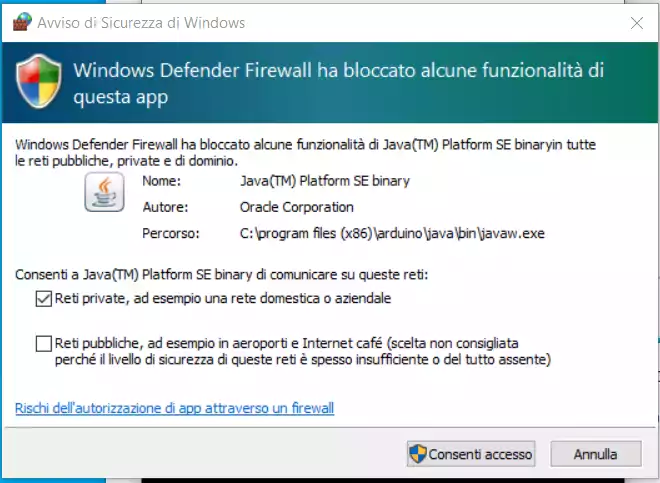 Avviso di Sicurezza di Windows
Windows Defender Firewall ha bloccato alcune funzionalità di
questa app
Windows Defender Firewall ha bloccato alcune funzionalità di Java(TM) Platform SE binaryin tutte
le reti pubbliche, private e di dominio.
Nome: Java(TM) Platform SE binary
Autore: Oracle Corporation
Percorso: C:\program files (x86)\arduino\java\bin\javaw.exe
Consenti a Java(TM) Platform SE binary di comunicare su queste reti:
Reti private, ad esempio una rete domestica o aziendale
Reti pubbliche, ad esempio in aeroporti e Internet café (scelta non consigliata
perché il livello di sicurezza di queste reti è spesso insufficiente o del tutto assente)
Rischi dell'autorizzazione di app attraverso un firewall
Consenti accesso Annulla